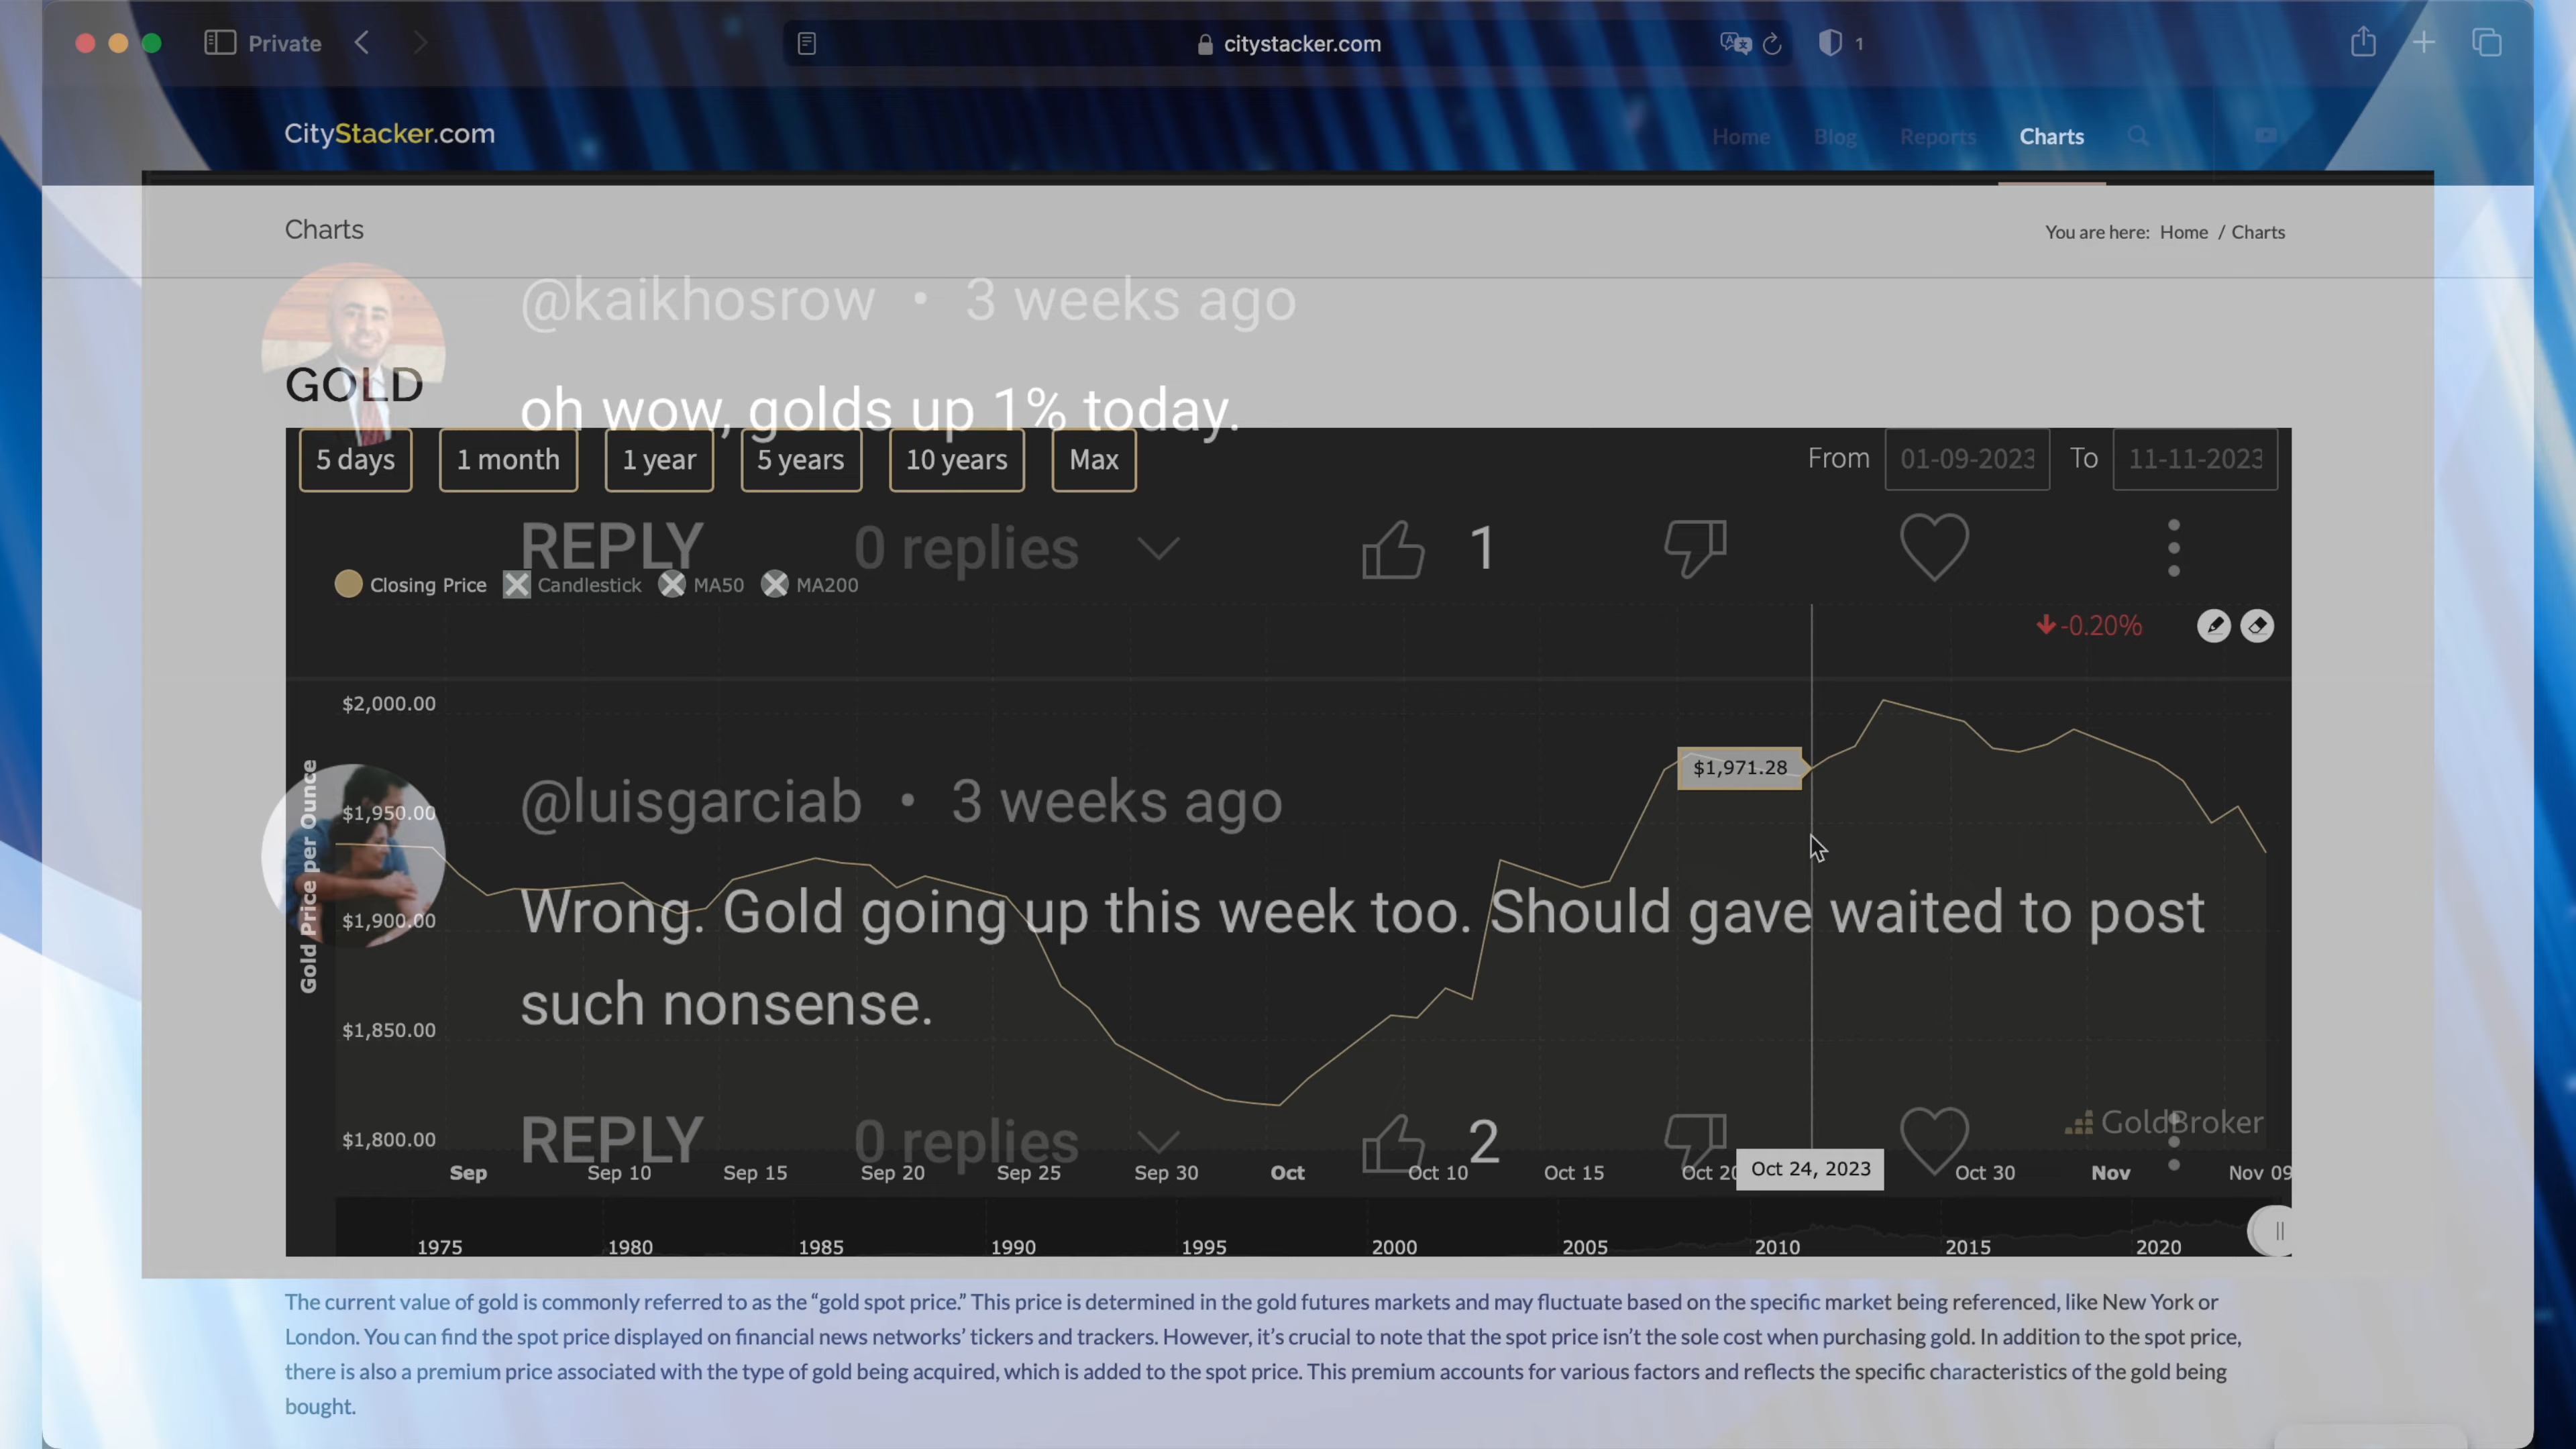 Private
citystacker.com
1
CityStacker.com
Home Blog Reports Charts
Charts
You are here: Home / Charts
@kaikhosrow • 3 weeks ago
GOLD
oh wow, golds up 1% today.
5 days 1 month 1 year 5 years 10 years Max
From 01-09-2023 To 11-11-2023
REPLY 0 replies 1
Closing Price Candlestick MA50 MA200
-0.20%
$2,000.00
$1,971.28
@luisgarciab • 3 weeks ago
$1,950.00
Gold Price per Ounce
Wrong. Gold going up this week too. Should gave waited to post
$1,900.00
such nonsense.
$1,850.00
GoldBroker
$1,800.00
REPLY 0 replies 2
Sep Sep 10 Sep 15 Sep 20 Sep 25 Sep 30 Oct Oct 10 Oct 15 Oct 20 Oct 24, 2023 Oct 30 Nov Nov 09
1975 1980 1985 1990 1995 2000 2005 2010 2015 2020
The current value of gold is commonly referred to as the “gold spot price.” This price is determined in the gold futures markets and may fluctuate based on the specific market being referenced, like New York or
London. You can find the spot price displayed on financial news networks’ tickers and trackers. However, it’s crucial to note that the spot price isn’t the sole cost when purchasing gold. In addition to the spot price,
there is also a premium price associated with the type of gold being acquired, which is added to the spot price. This premium accounts for various factors and reflects the specific characteristics of the gold being
bought.